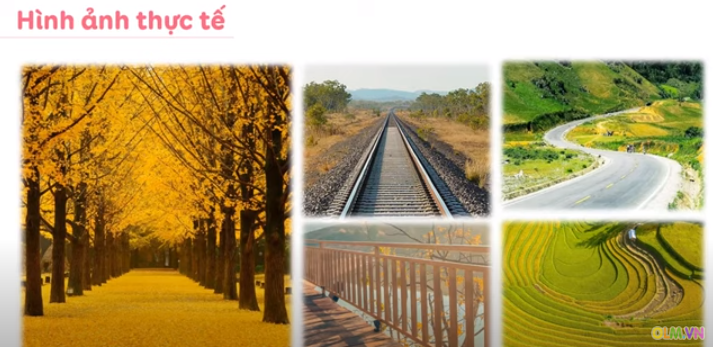 Hình ảnh thực tế
OLM.VN